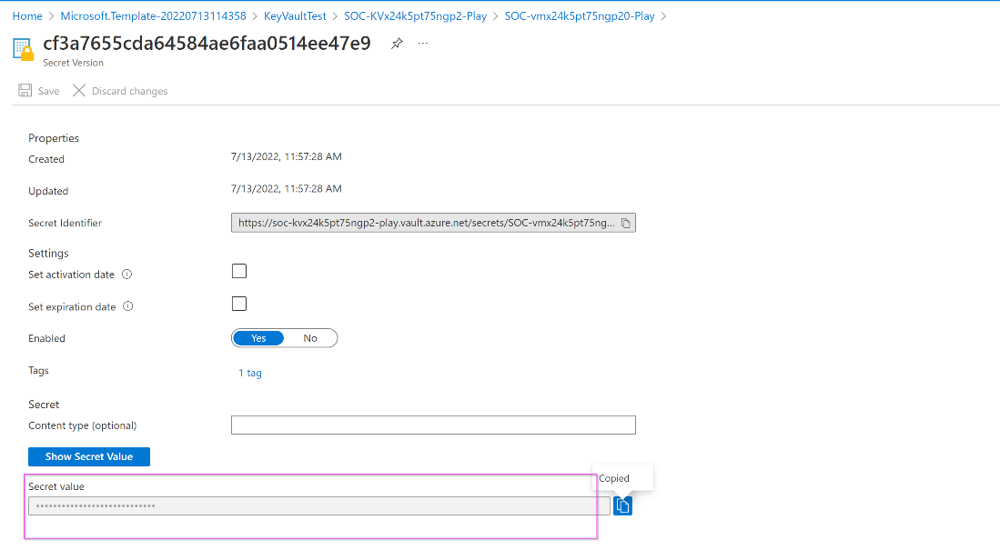 Home > Microsoft.Template-20220713114358 > KeyVaultTest > SOC-KVx24k5pt75ngp2-Play > SOC-vmx24k5pt75ngp20-Play >
cf3a7655cda64584ae6faa0514ee47e9
Secret Version
Save Discard changes
Properties
Created 7/13/2022, 11:57:28 AM
Updated 7/13/2022, 11:57:28 AM
Secret Identifier https://soc-kvx24k5pt75ngp2-play.vault.azure.net/secrets/SOC-vmx24k5pt75ng...
Settings
Set activation date
Set expiration date
Enabled Yes No
Tags 1 tag
Secret
Content type (optional)
Show Secret Value
Copied
Secret value